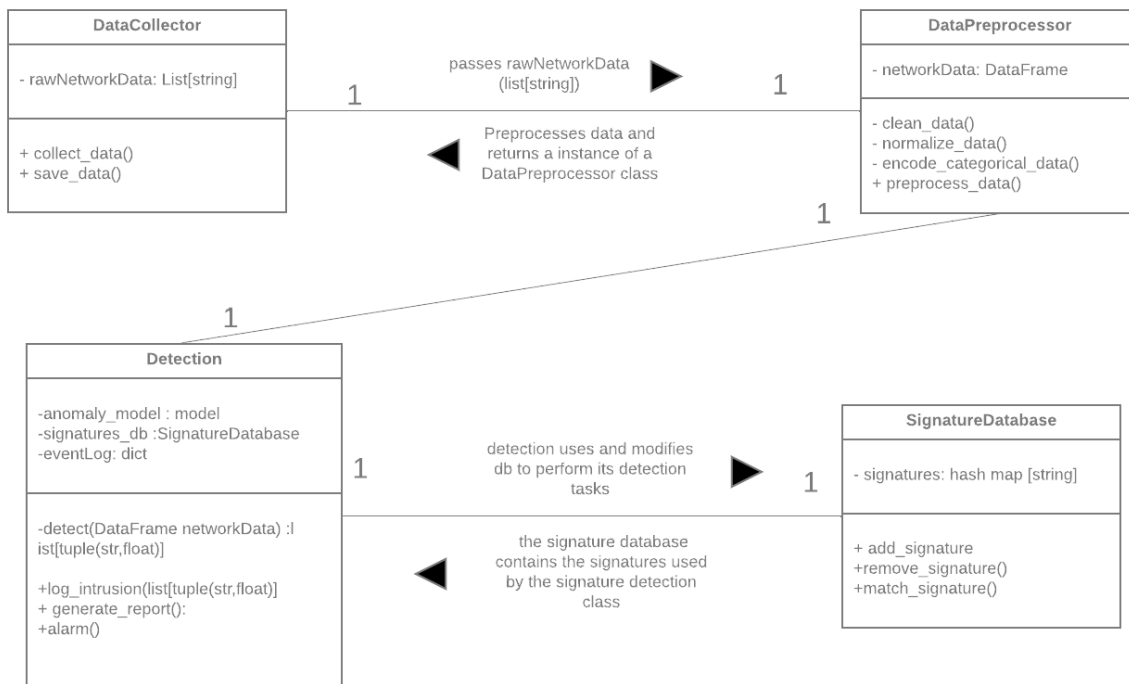 DataCollector
- rawNetworkData: List[string]
+ collect_data()
+ save_data()
passes rawNetworkData
(list[string])
1
1
Preprocesses data and
returns a instance of a
DataPreprocessor class
DataPreprocessor
- networkData: DataFrame
- clean_data()
- normalize_data()
- encode_categorical_data()
+ preprocess_data()
1
1
Detection
-anomaly_model : model
-signatures_db :SignatureDatabase
-eventLog: dict
-detect(DataFrame networkData) :l
ist[tuple(str,float)]
+log_intrusion(list[tuple(str,float)]
+ generate_report():
+alarm()
1
detection uses and modifies
db to perform its detection
tasks
1
the signature database
contains the signatures used
by the signature detection
class
SignatureDatabase
- signatures: hash map [string]
+ add_signature
+remove_signature()
+match_signature()